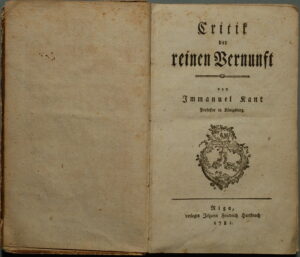 Critik
der
reinen Vernunft
von
Immanuel Kant
Professor in Königsberg.
Riga,
verlegts Johann Friedrich Hartknoch
1781.